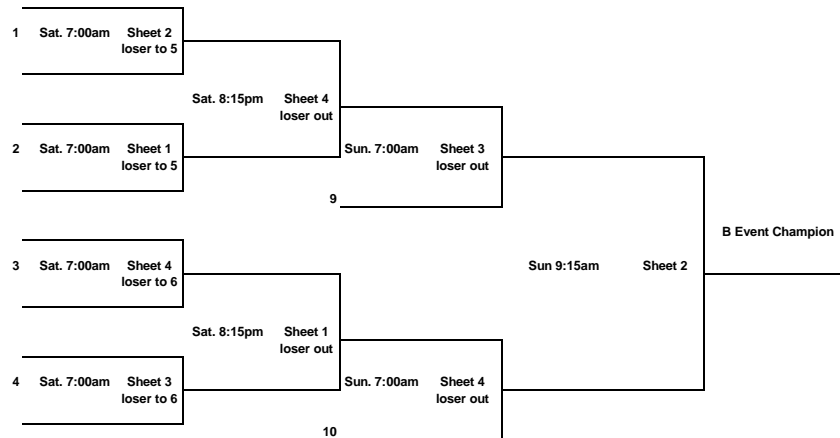 1 Sat. 7:00am Sheet 2
loser to 5
Sat. 8:15pm Sheet 4
loser out
2 Sat. 7:00am Sheet 1
loser to 5
Sun. 7:00am Sheet 3
loser out
9
B Event Champion
3 Sat. 7:00am Sheet 4
loser to 6
Sun 9:15am Sheet 2
Sat. 8:15pm Sheet 1
loser out
4 Sat. 7:00am Sheet 3
loser to 6
Sun. 7:00am Sheet 4
loser out
10